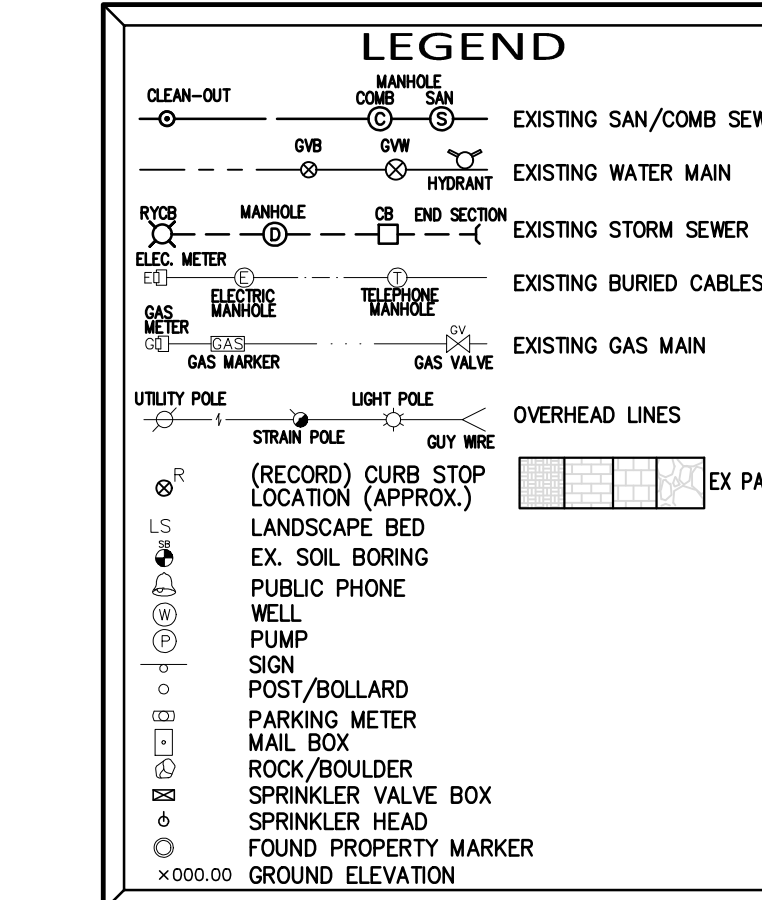 LEGEND
MANHOLE
CLEAN-OUT COMB SAN
C S EXISTING SAN/COMB SEW
GVB GVW
HYDRANT EXISTING WATER MAIN
RYCB MANHOLE CB END SECTION
D EXISTING STORM SEWER
ELEC. METER
E E T EXISTING BURIED CABLES
ELECTRIC MANHOLE
TELEPHONE MANHOLE
GAS METER
GV
G GAS EXISTING GAS MAIN
GAS MARKER GAS VALVE
UTILITY POLE LIGHT POLE
OVERHEAD LINES
STRAIN POLE GUY WIRE
R (RECORD) CURB STOP
LOCATION (APPROX.)
EX PA
LS LANDSCAPE BED
SB
EX. SOIL BORING
PUBLIC PHONE
W WELL
P PUMP
SIGN
POST/BOLLARD
PARKING METER
MAIL BOX
ROCK/BOULDER
SPRINKLER VALVE BOX
SPRINKLER HEAD
FOUND PROPERTY MARKER
×000.00 GROUND ELEVATION